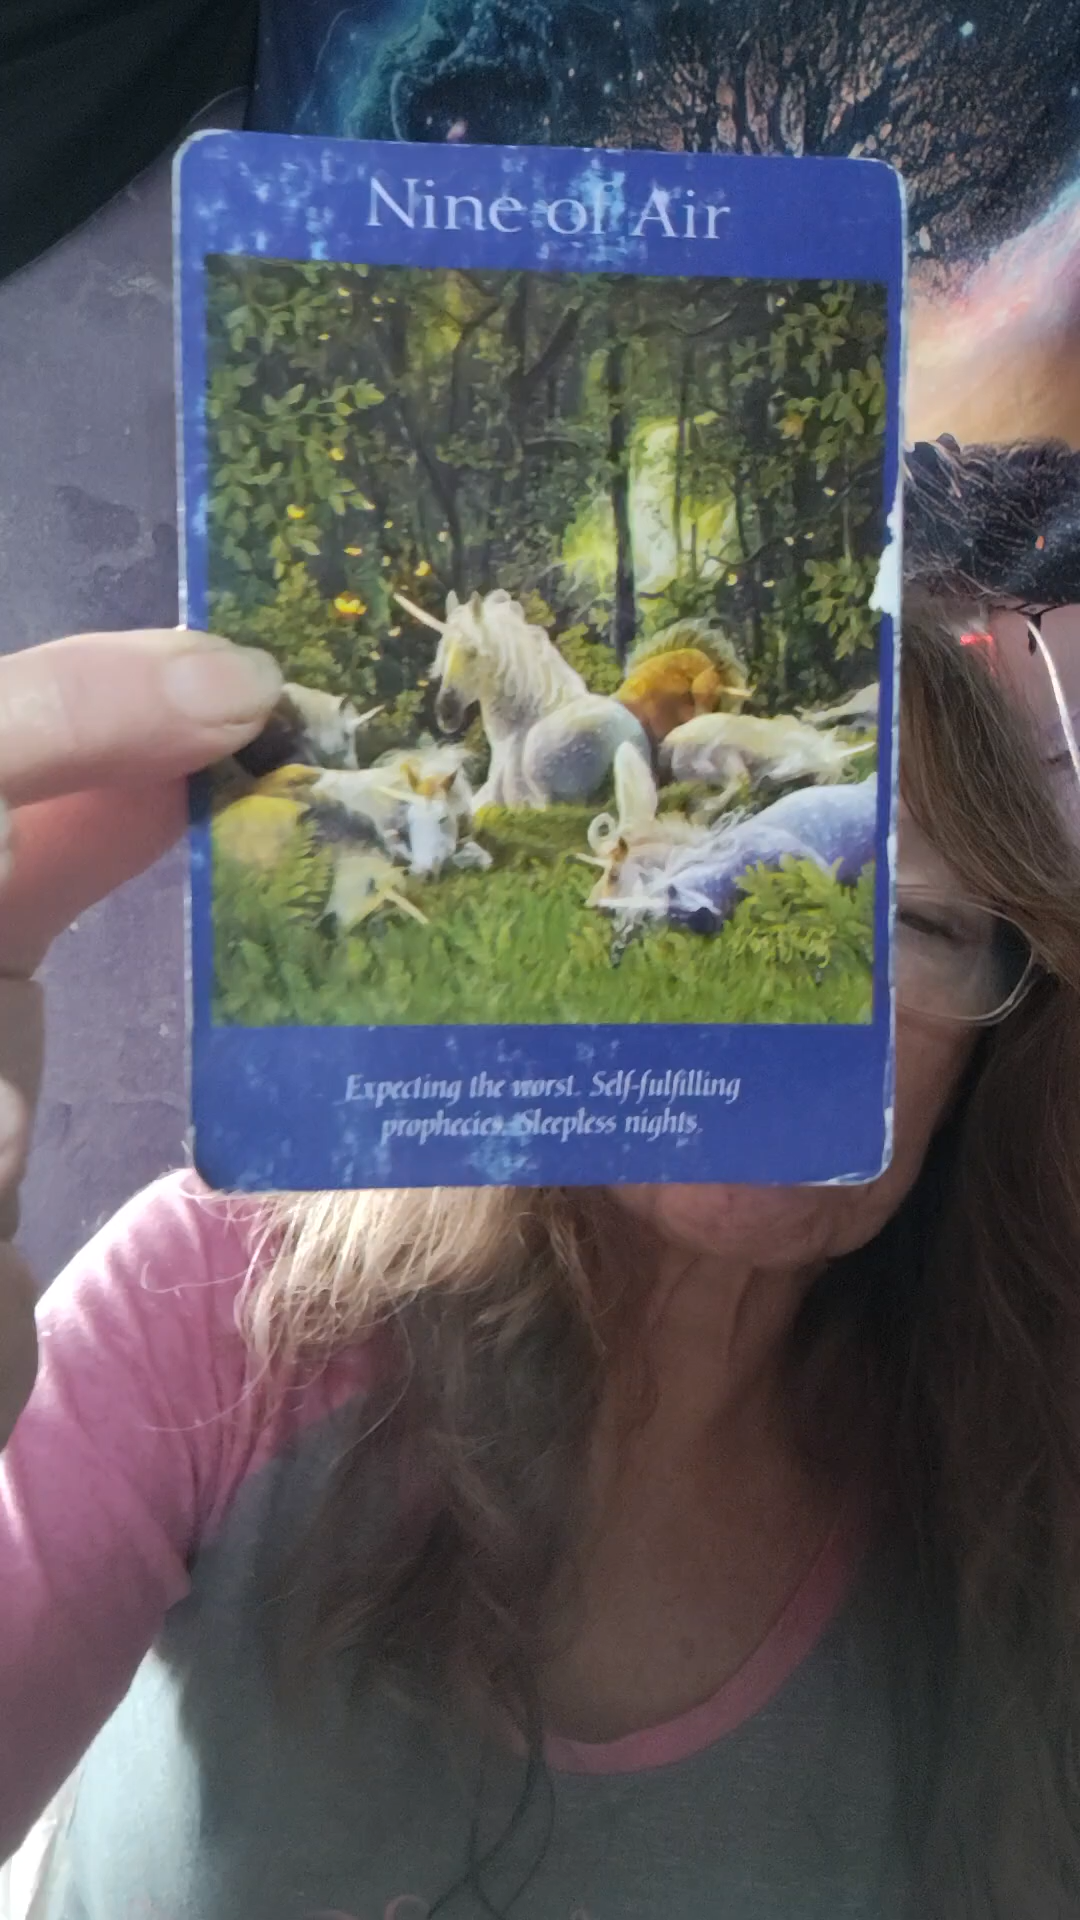 Nine of Air
Expecting the worst. Self-fulfilling
prophecies. Sleepless nights.